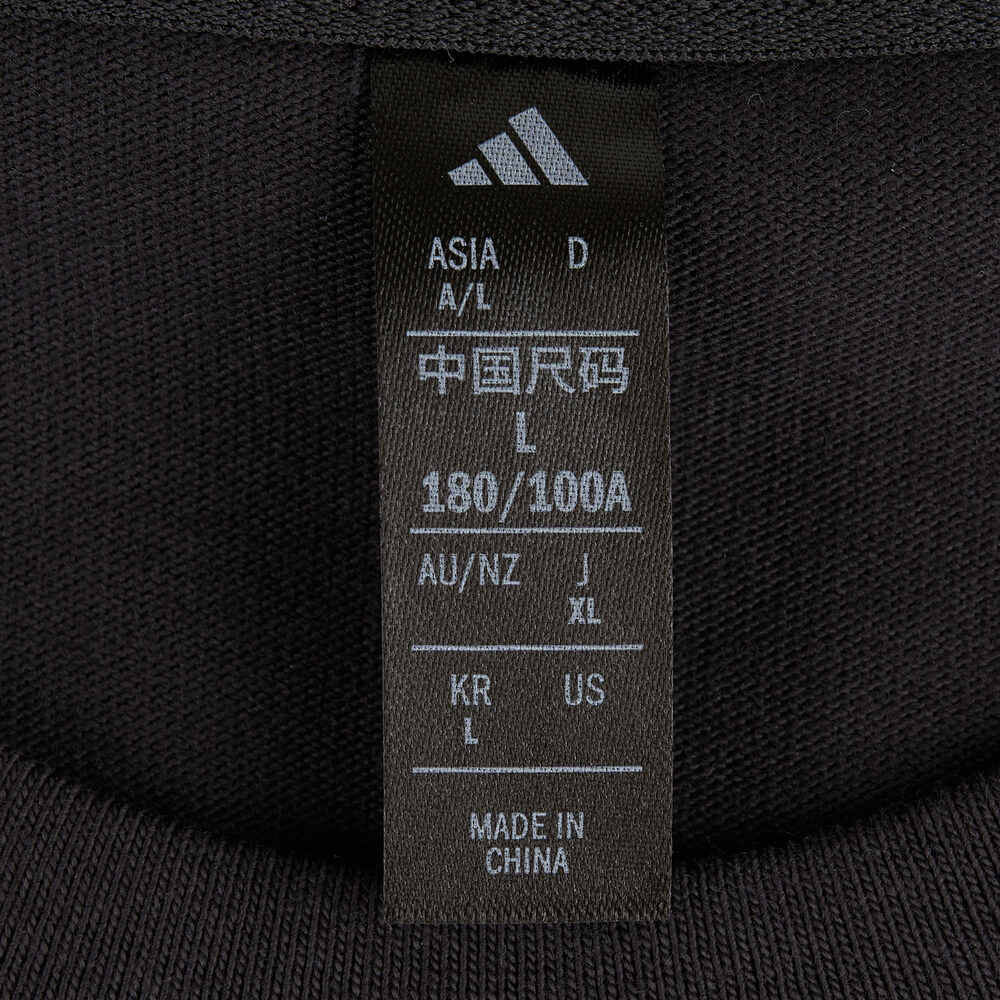 ASIA D
A/L
中国尺码
L
180/100A
AU/NZ J
XL
KR US
L
MADE IN
CHINA